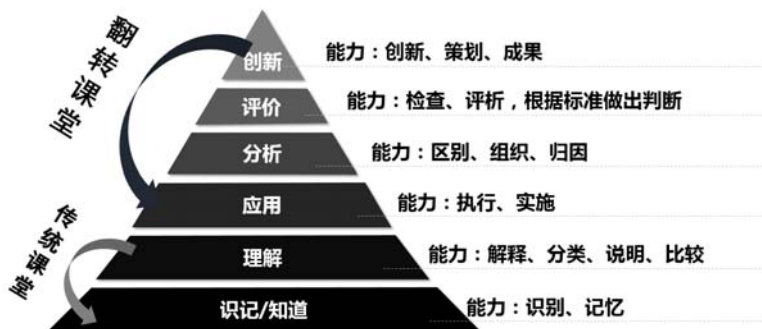 翻转课堂
创新
能力：创新、策划、成果
评价
能力：检查、评析，根据标准做出判断
分析
能力：区别、组织、归因
应用
能力：执行、实施
传统课堂
理解
能力：解释、分类、说明、比较
识记/知道
能力：识别、记忆